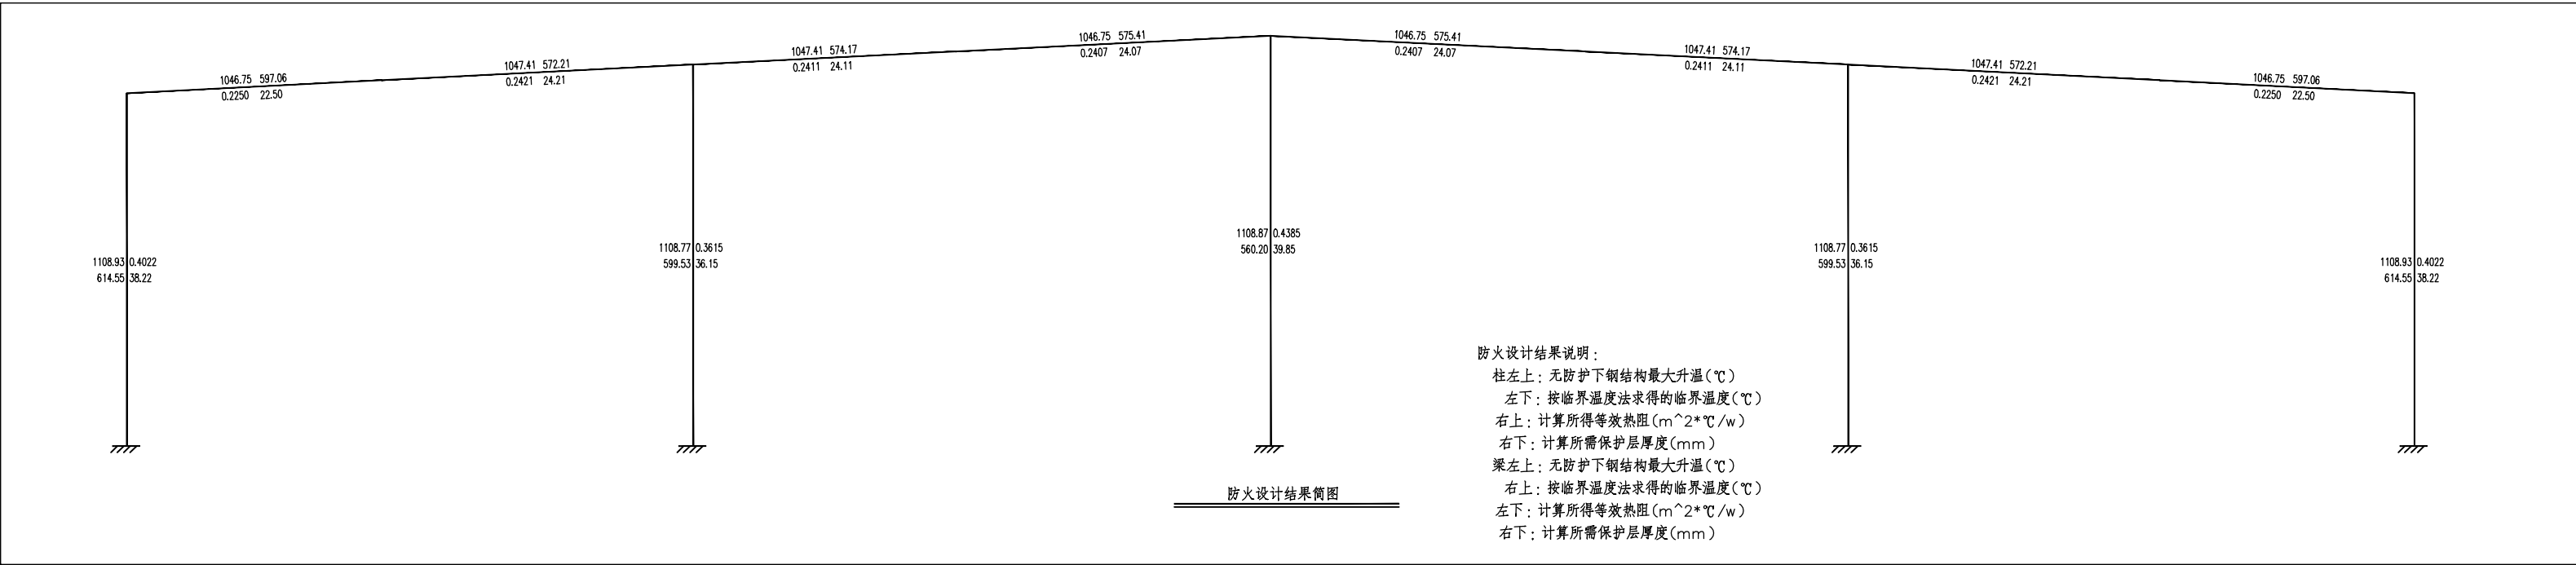 1046.75 575.41
0.2407 24.07
1046.75 575.41
0.2407 24.07
1047.41 574.17
0.2411 24.11
1047.41 574.17
0.2411 24.11
1047.41 572.21
0.2421 24.21
1047.41 572.21
0.2421 24.21
1046.75 597.06
0.2250 22.50
1046.75 597.06
0.2250 22.50
1108.87 0.4385
560.20 39.85
1108.77 0.3615
599.53 36.15
1108.77 0.3615
599.53 36.15
1108.93 0.4022
614.55 38.22
1108.93 0.4022
614.55 38.22
防火设计结果说明：
柱左上：无防护下钢结构最大升温(℃)
左下：按临界温度法求得的临界温度(℃)
右上：计算所得等效热阻(m^2*℃/w)
右下：计算所需保护层厚度(mm)
梁左上：无防护下钢结构最大升温(℃)
右上：按临界温度法求得的临界温度(℃)
左下：计算所得等效热阻(m^2*℃/w)
右下：计算所需保护层厚度(mm)
防火设计结果简图